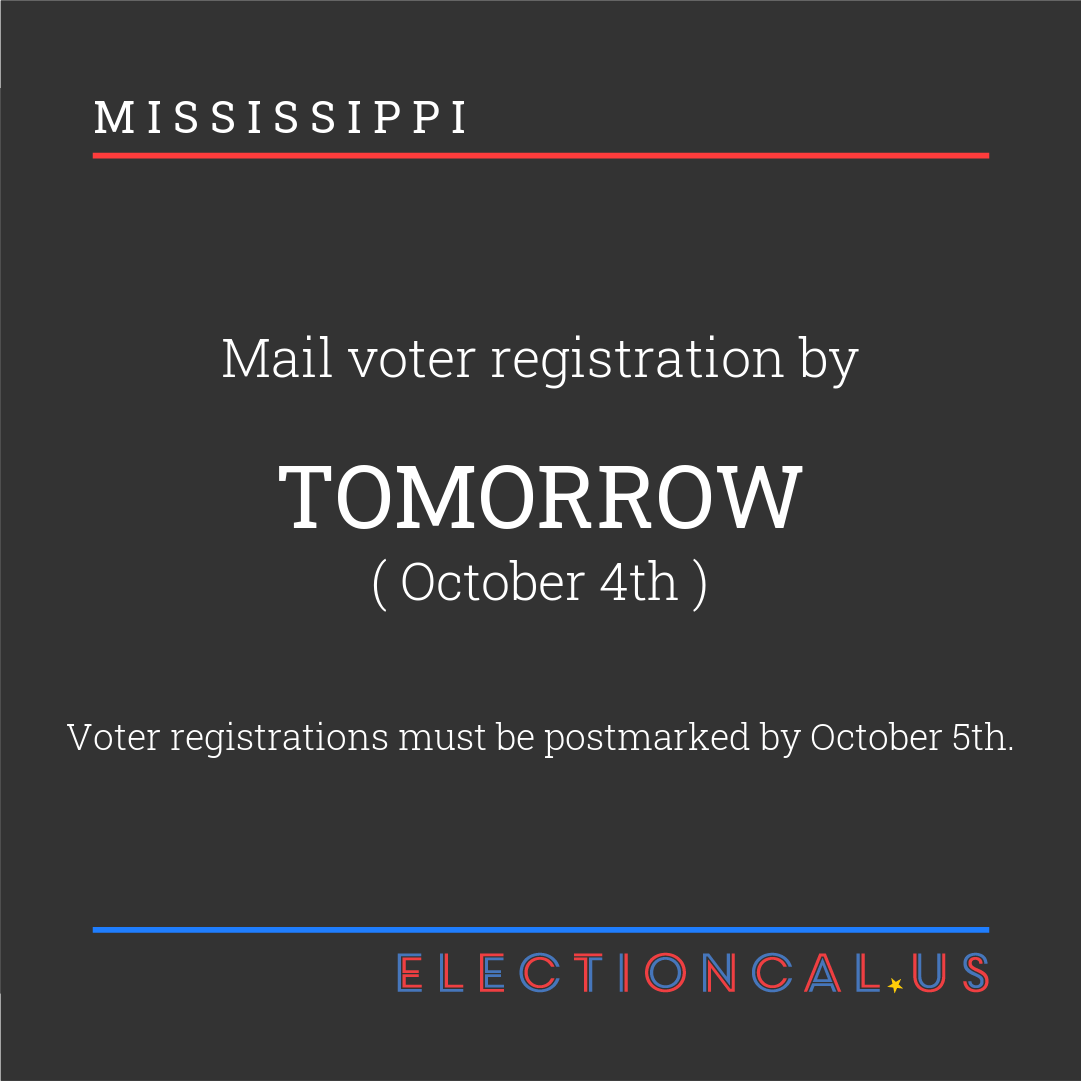 MISSISSIPPI
Mail voter registration by
TOMORROW
( October 4th )
Voter registrations must be postmarked by October 5th.
ELECTIONCAL.US